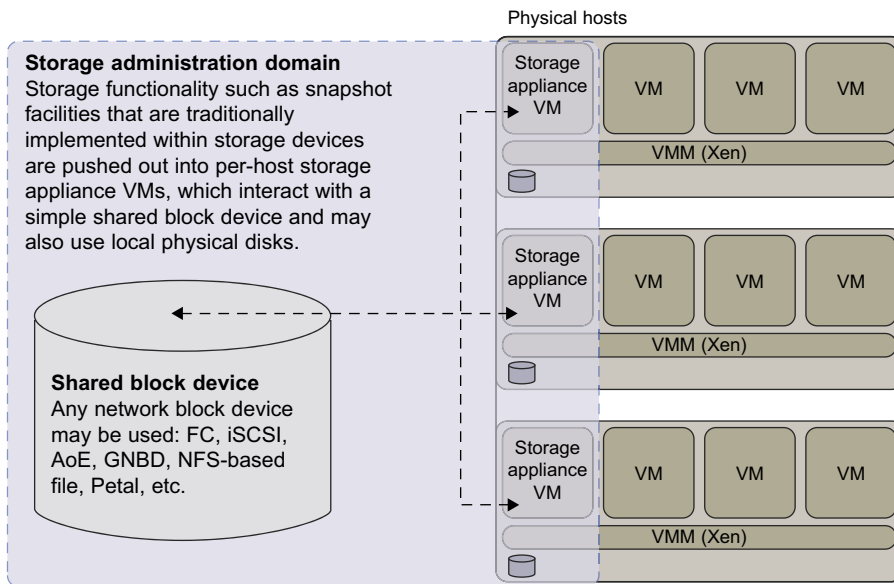 Physical hosts
Storage administration domain
Storage functionality such as snapshot
facilities that are traditionally
implemented within storage devices
are pushed out into per-host storage
appliance VMs, which interact with a
simple shared block device and may
also use local physical disks.
Shared block device
Any network block device
may be used: FC, iSCSI,
AoE, GNBD, NFS-based
file, Petal, etc.
Storage
appliance
VM
VM
VM
VM
VMM (Xen)
Storage
appliance
VM
VM
VM
VM
VMM (Xen)
Storage
appliance
VM
VM
VM
VM
VMM (Xen)